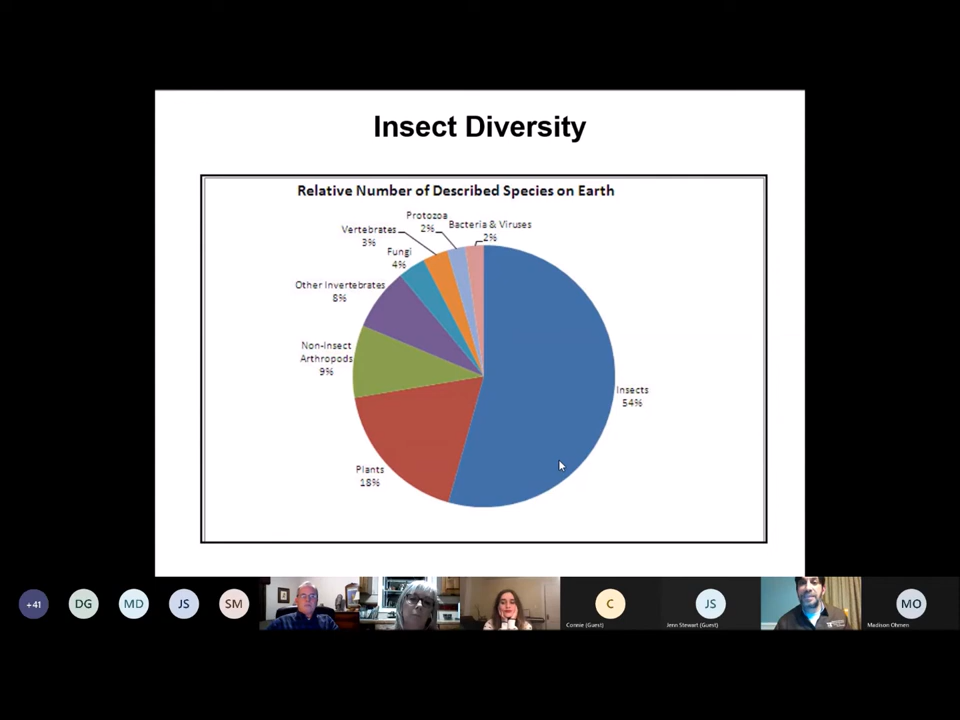 Insect Diversity
Relative Number of Described Species on Earth
Protozoa
2%
Bacteria & Viruses
2%
Vertebrates
3%
Fungi
4%
Other Invertebrates
8%
Non-Insect
Arthropods
9%
Insects
54%
Plants
18%
+41
DG
MD
JS
SM
C
Connie (Guest)
JS
Jenn Stewart (Guest)
MO
Madison Ohmen